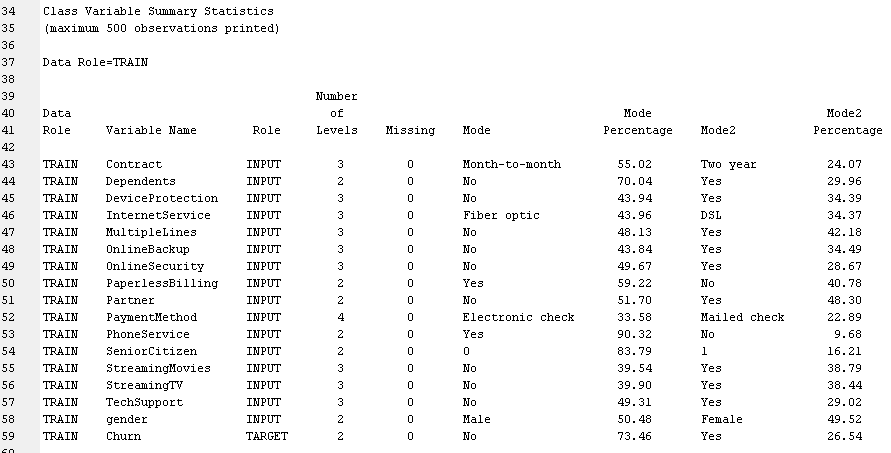 34 Class Variable Summary Statistics
35 (maximum 500 observations printed)
36
37 Data Role=TRAIN
38
39 Number
40 Data of Mode Mode2
41 Role Variable Name Role Levels Missing Mode Percentage Mode2 Percentage
42
43 TRAIN Contract INPUT 3 0 Month-to-month 55.02 Two year 24.07
44 TRAIN Dependents INPUT 2 0 No 70.04 Yes 29.96
45 TRAIN DeviceProtection INPUT 3 0 No 43.94 Yes 34.39
46 TRAIN InternetService INPUT 3 0 Fiber optic 43.96 DSL 34.37
47 TRAIN MultipleLines INPUT 3 0 No 48.13 Yes 42.18
48 TRAIN OnlineBackup INPUT 3 0 No 43.84 Yes 34.49
49 TRAIN OnlineSecurity INPUT 3 0 No 49.67 Yes 28.67
50 TRAIN PaperlessBilling INPUT 2 0 Yes 59.22 No 40.78
51 TRAIN Partner INPUT 2 0 No 51.70 Yes 48.30
52 TRAIN PaymentMethod INPUT 4 0 Electronic check 33.58 Mailed check 22.89
53 TRAIN PhoneService INPUT 2 0 Yes 90.32 No 9.68
54 TRAIN SeniorCitizen INPUT 2 0 0 83.79 1 16.21
55 TRAIN StreamingMovies INPUT 3 0 No 39.54 Yes 38.79
56 TRAIN StreamingTV INPUT 3 0 No 39.90 Yes 38.44
57 TRAIN TechSupport INPUT 3 0 No 49.31 Yes 29.02
58 TRAIN gender INPUT 2 0 Male 50.48 Female 49.52
59 TRAIN Churn TARGET 2 0 No 73.46 Yes 26.54